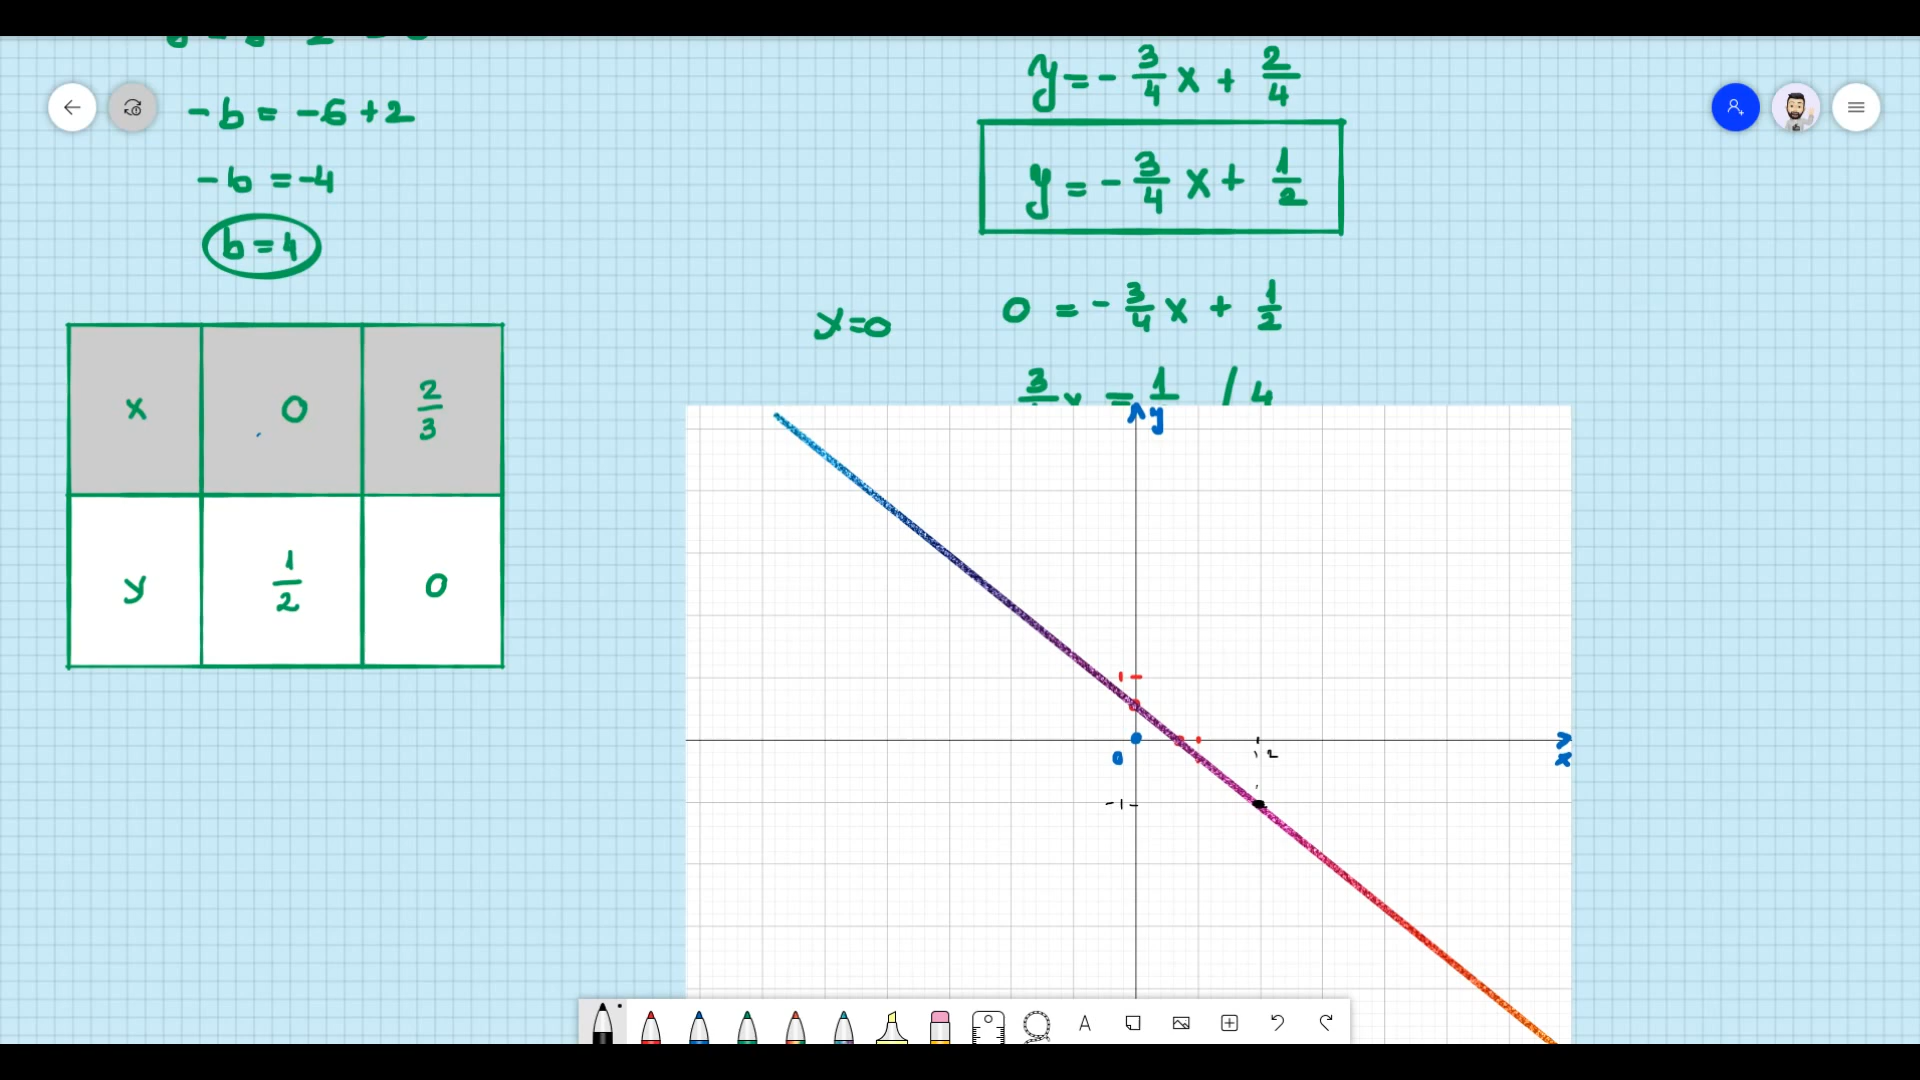 -b = -6 + 2
-b = -4
b = 4
x 0 2/3
y 1/2 0
y = - 3/4 x + 2/4
y = - 3/4 x + 1/2
y = 0
0 = - 3/4 x + 1/2
y
1
0
2
x
-1
A